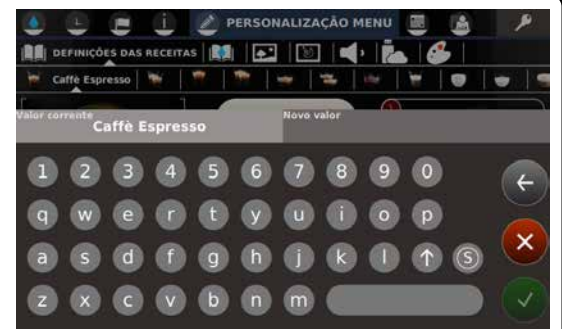 PERSONALIZAÇÃO MENU
DEFINIÇÕES DAS RECEITAS
Caffè Espresso
Valor corrente
Caffè Espresso
Novo valor
1 2 3 4 5 6 7 8 9 0
q w e r t y u i o p
a s d f g h j k l S
z x c v b n m